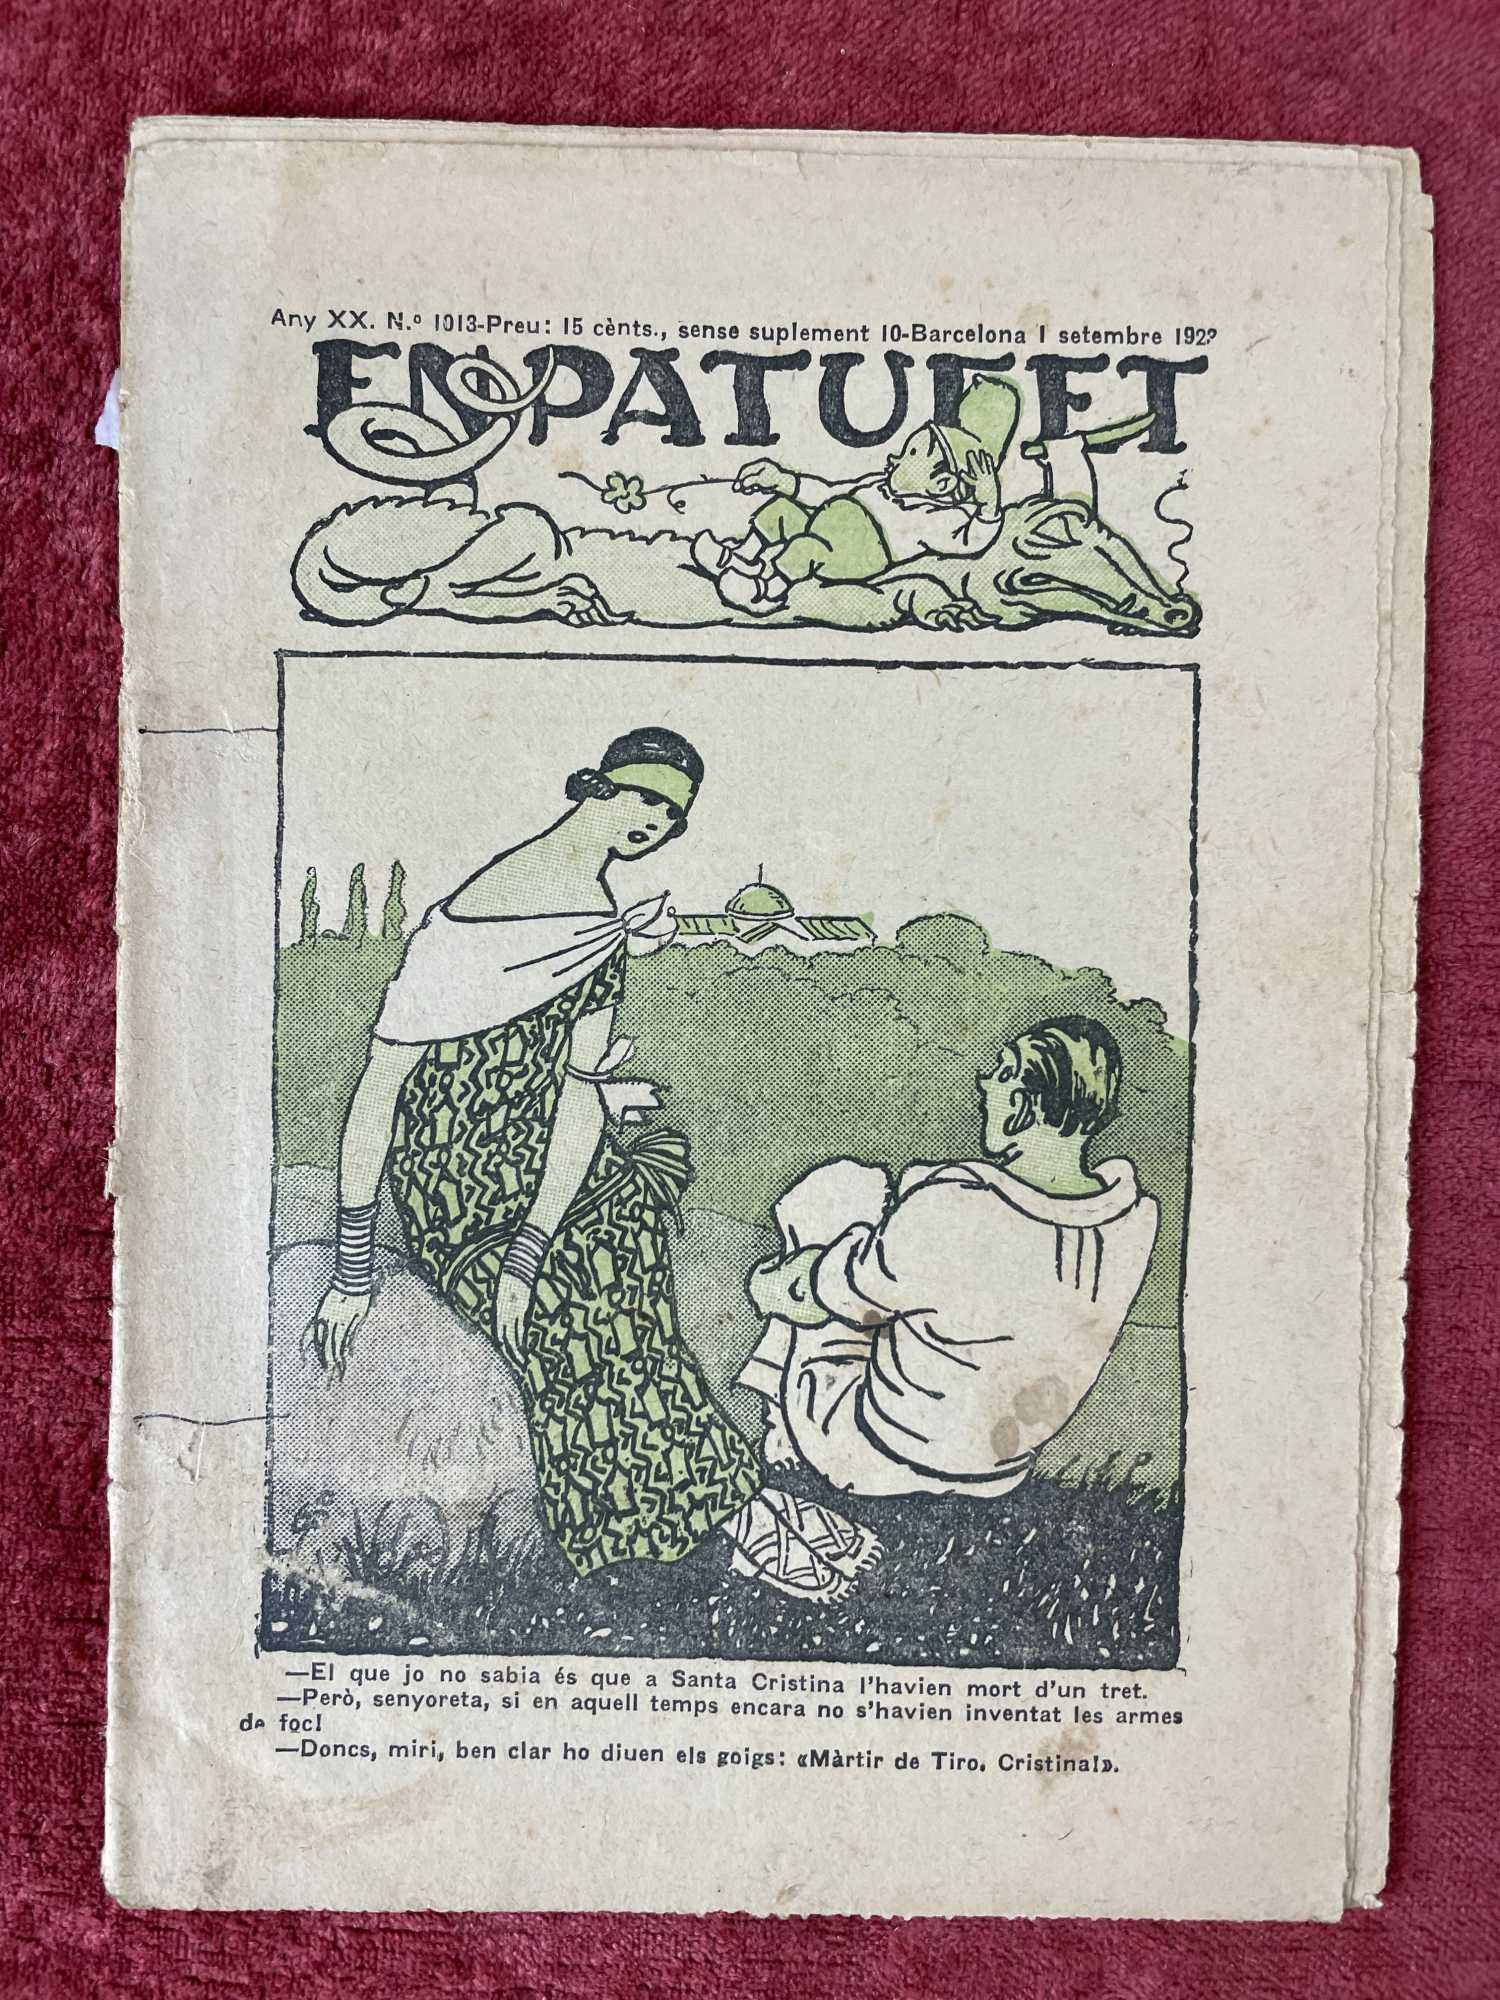 Any XX. N.º 1013-Preu: 15 cènts., sense suplement 10-Barcelona 1 setembre 192
EN PATUFET
—El que jo no sabia és que a Santa Cristina l'havien mort d'un tret.
—Però, senyoreta, si en aquell temps encara no s'havien inventat les armes
de foc!
—Doncs, miri, ben clar ho diuen els goigs: «Màrtir de Tiro, Cristina!».